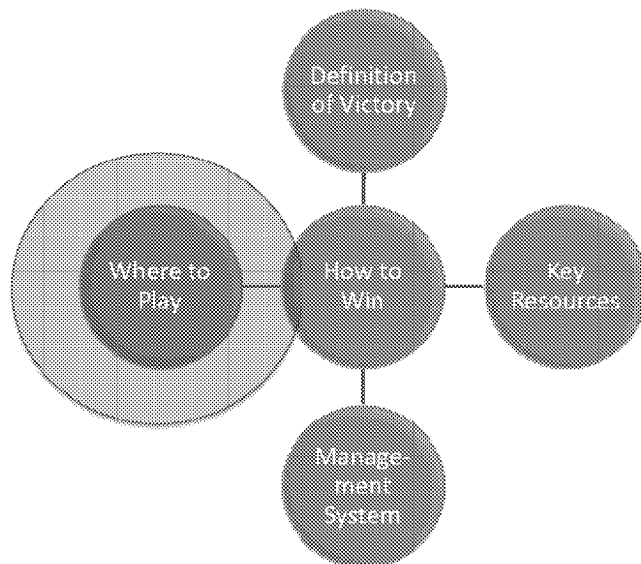 Definition
of Victory
Where to
Play
How to
Win
Key
Resources
Manage-
ment
System